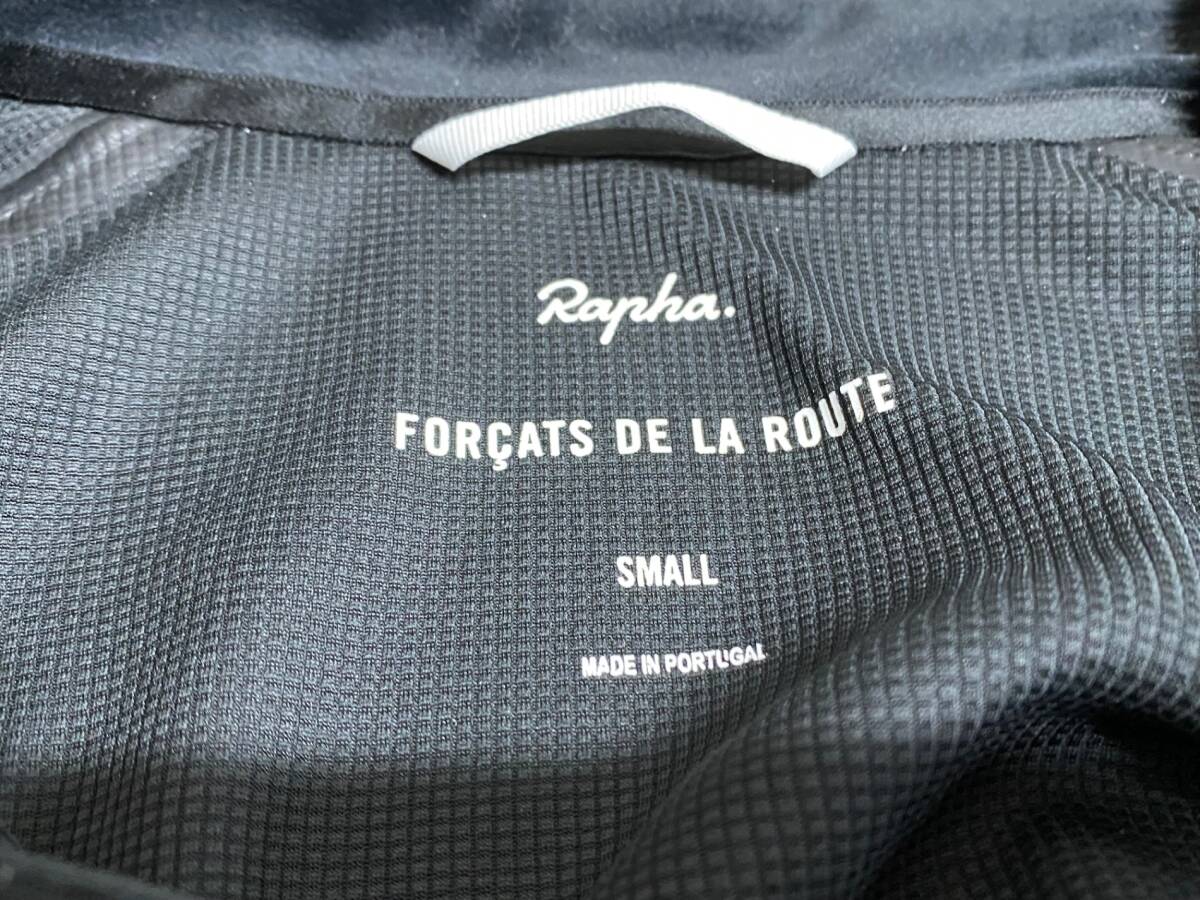 Rapha.
FORÇATS DE LA ROUTE
SMALL
MADE IN PORTUGAL